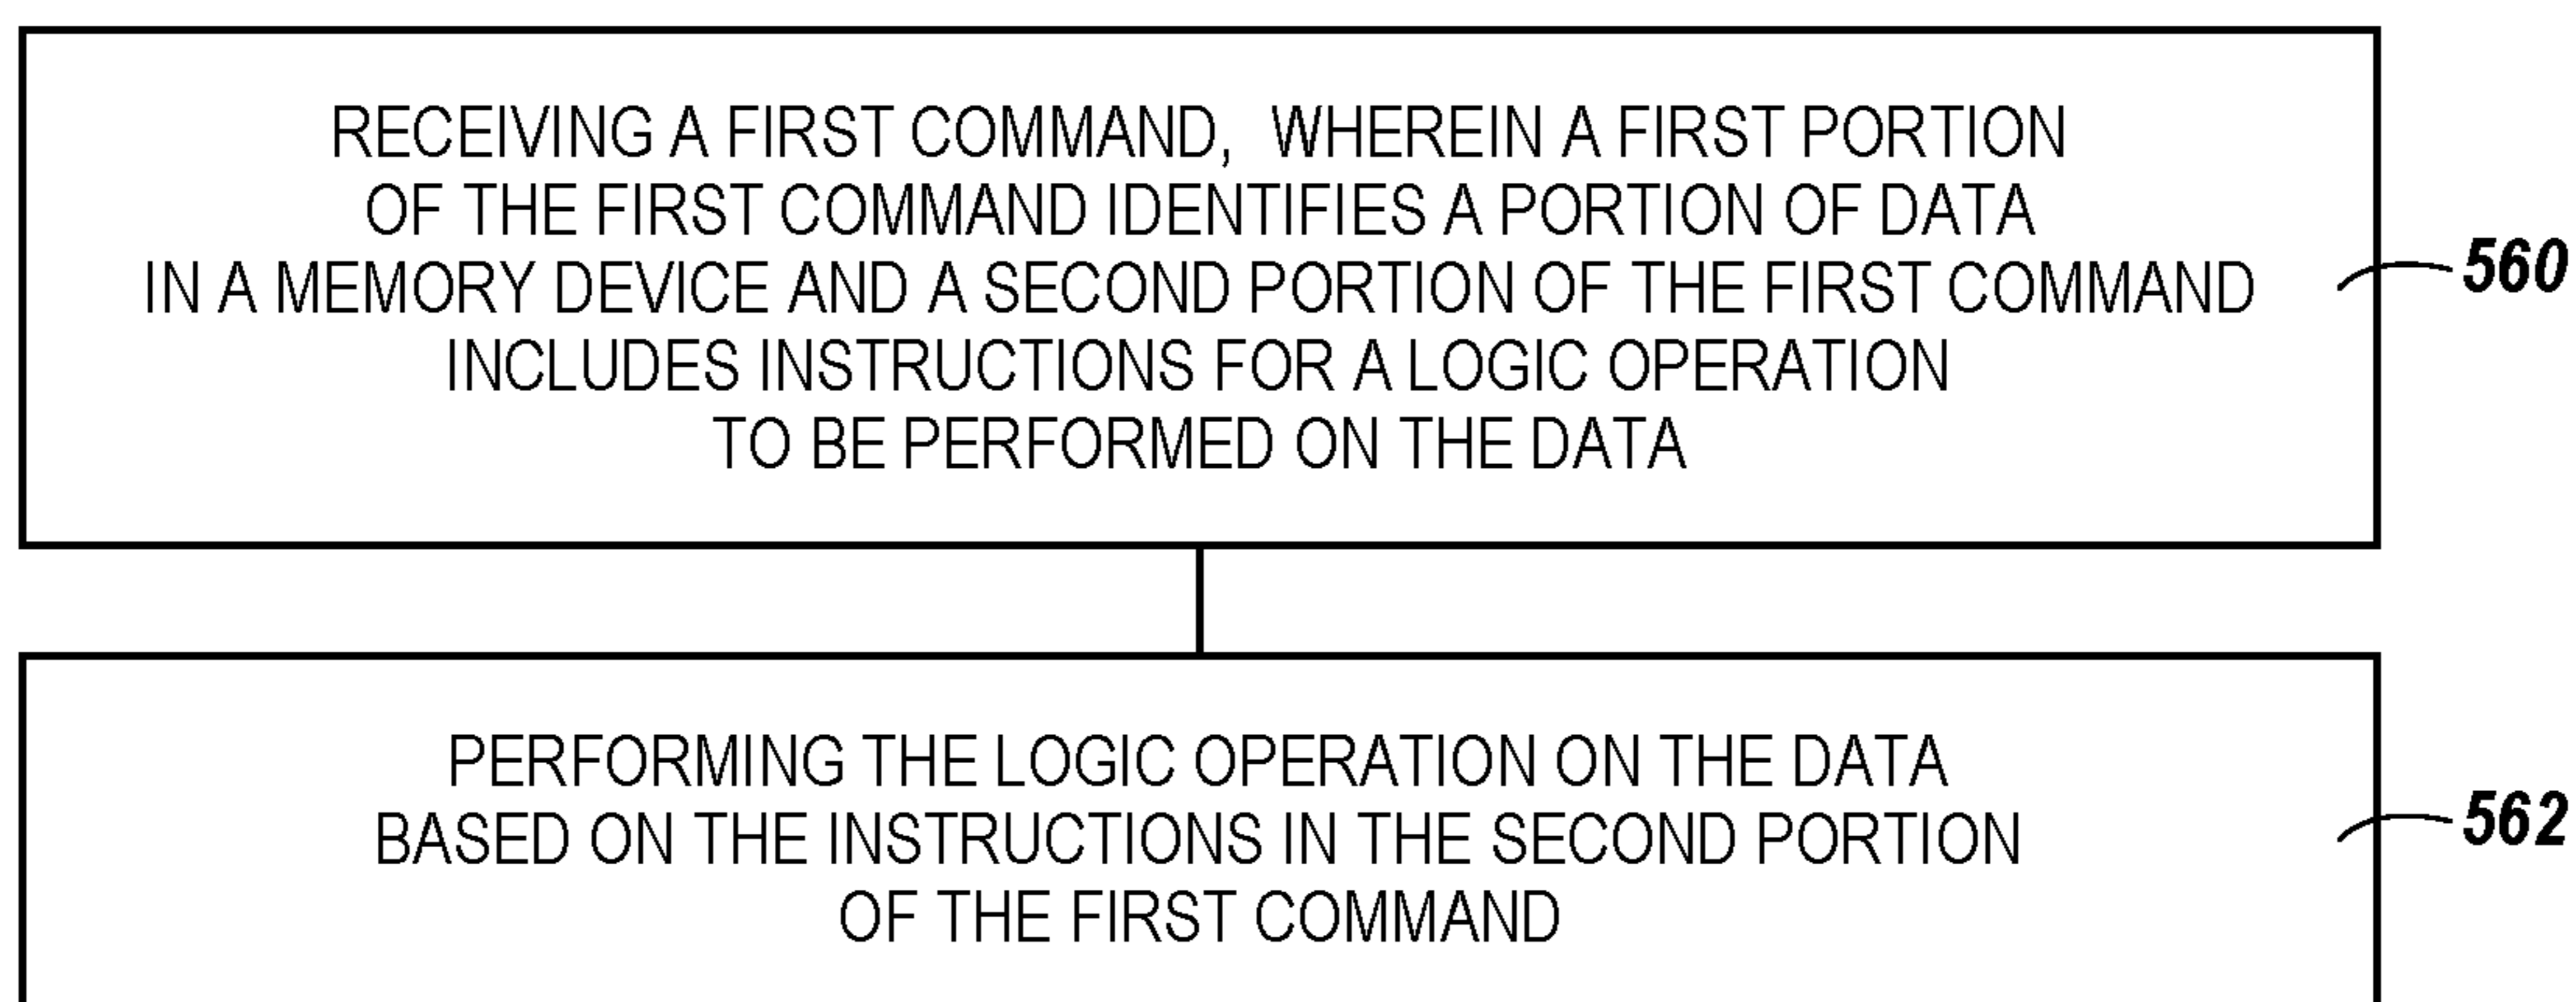 RECEIVING A FIRST COMMAND, WHEREIN A FIRST PORTION
OF THE FIRST COMMAND IDENTIFIES A PORTION OF DATA
IN A MEMORY DEVICE AND A SECOND PORTION OF THE FIRST COMMAND
INCLUDES INSTRUCTIONS FOR A LOGIC OPERATION
TO BE PERFORMED ON THE DATA
560
PERFORMING THE LOGIC OPERATION ON THE DATA
BASED ON THE INSTRUCTIONS IN THE SECOND PORTION
OF THE FIRST COMMAND
562